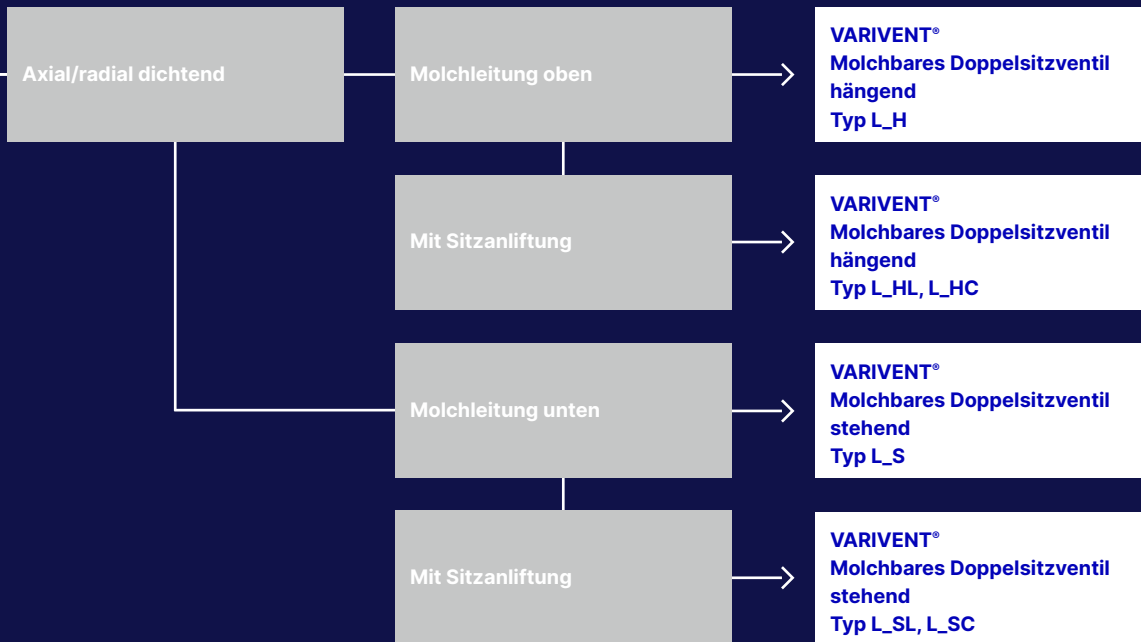 Axial/radial dichtend
Molchleitung oben
VARIVENT®
Molchbares Doppelsitzventil
hängend
Typ L_H
Mit Sitzanliftung
VARIVENT®
Molchbares Doppelsitzventil
hängend
Typ L_HL, L_HC
Molchleitung unten
VARIVENT®
Molchbares Doppelsitzventil
stehend
Typ L_S
Mit Sitzanliftung
VARIVENT®
Molchbares Doppelsitzventil
stehend
Typ L_SL, L_SC